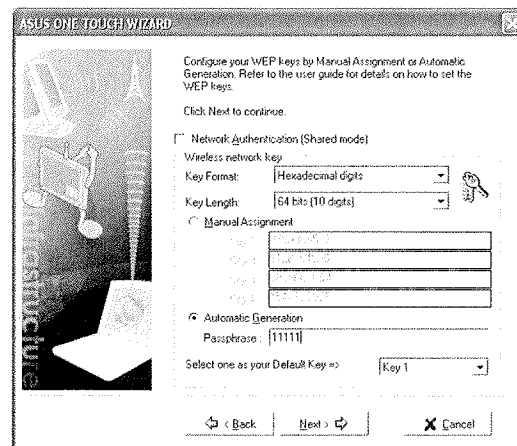 ASUS ONE TOUCH WIZARD
Configure your WEP keys by Manual Assignment or Automatic
Generation. Refer to the user guide for details on how to set the
WEP keys.
Click Next to continue.
Network Authentication (Shared mode)
Wireless network key
Key Format: Hexadecimal digits
Key Length: 64 bits (10 digits)
Manual Assignment
Automatic Generation
Passphrase : 11111
Select one as your Default Key => Key 1
< Back Next > Cancel